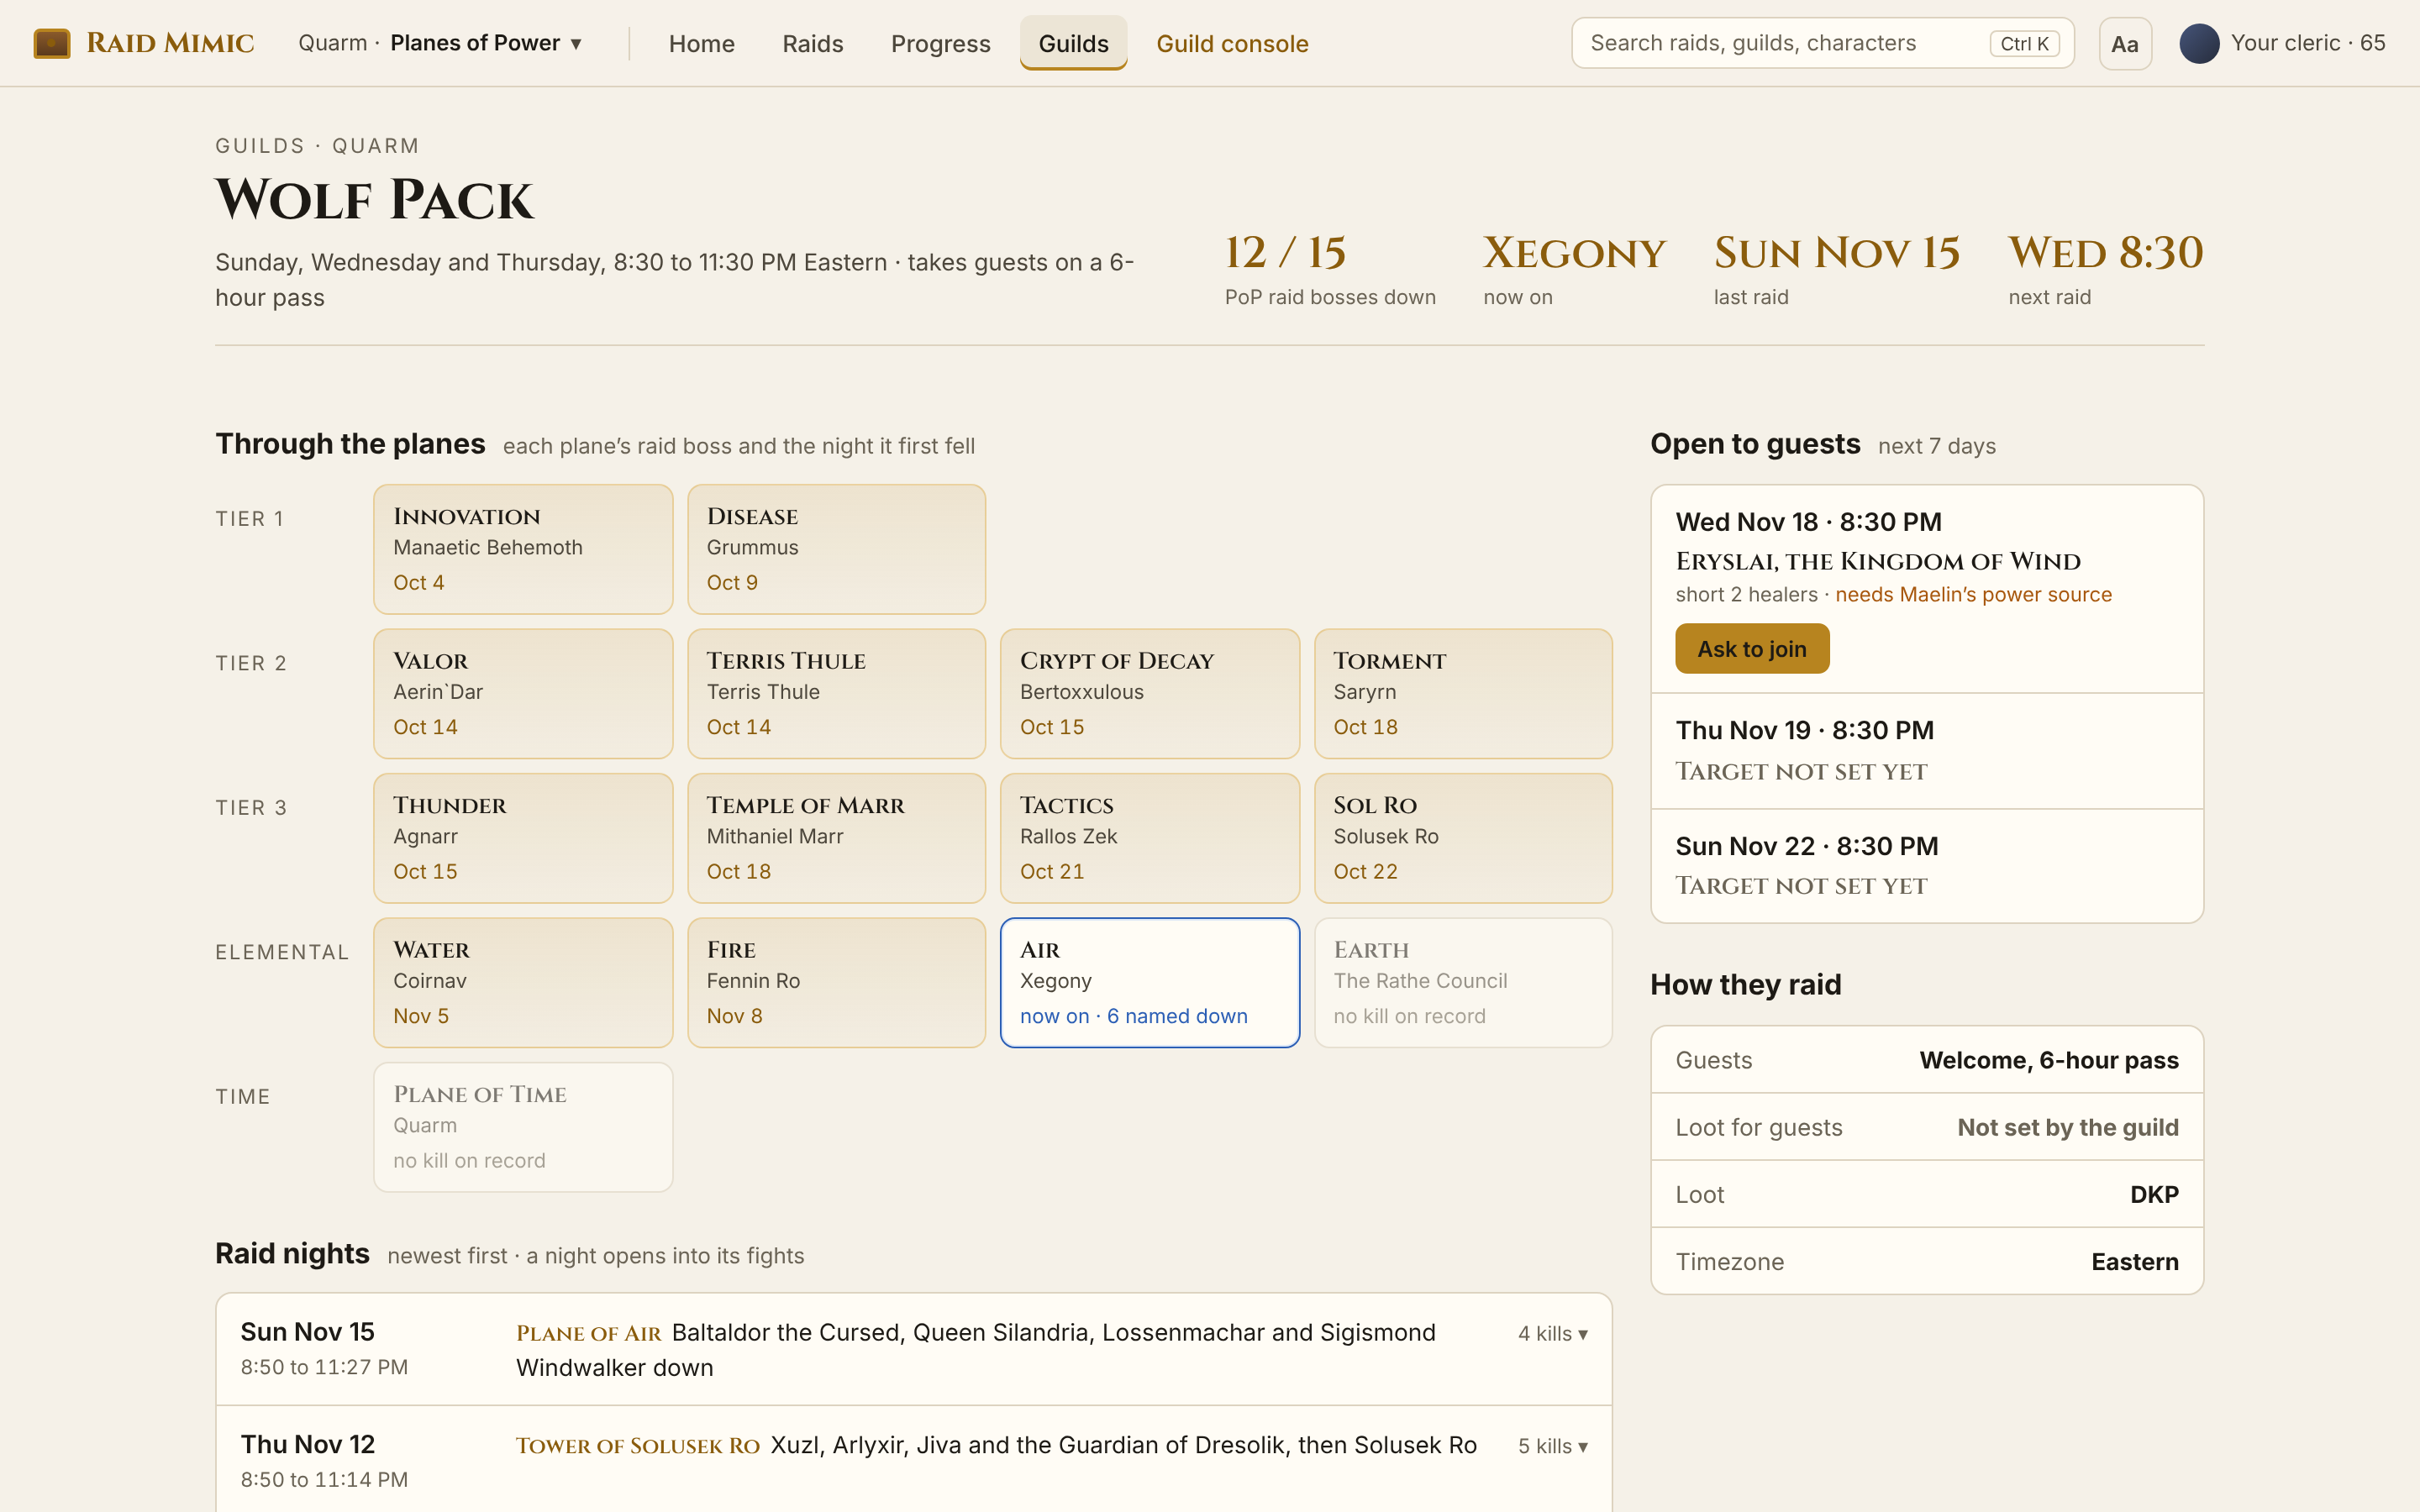 RAID MIMIC
Quarm · Planes of Power ▾
Home
Raids
Progress
Guilds
Guild console
Search raids, guilds, characters
Ctrl K
Aa
Your cleric · 65
GUILDS · QUARM
WOLF PACK
Sunday, Wednesday and Thursday, 8:30 to 11:30 PM Eastern · takes guests on a 6-
hour pass
12 / 15
PoP raid bosses down
XEGONY
now on
SUN NOV 15
last raid
WED 8:30
next raid
Through the planes each plane’s raid boss and the night it first fell
TIER 1
INNOVATION
Manaetic Behemoth
Oct 4
DISEASE
Grummus
Oct 9
TIER 2
VALOR
Aerin`Dar
Oct 14
TERRIS THULE
Terris Thule
Oct 14
CRYPT OF DECAY
Bertoxxulous
Oct 15
TORMENT
Saryrn
Oct 18
TIER 3
THUNDER
Agnarr
Oct 15
TEMPLE OF MARR
Mithaniel Marr
Oct 18
TACTICS
Rallos Zek
Oct 21
SOL RO
Solusek Ro
Oct 22
ELEMENTAL
WATER
Coirnav
Nov 5
FIRE
Fennin Ro
Nov 8
AIR
Xegony
now on · 6 named down
EARTH
The Rathe Council
no kill on record
TIME
PLANE OF TIME
Quarm
no kill on record
Raid nights newest first · a night opens into its fights
Sun Nov 15
8:50 to 11:27 PM
PLANE OF AIR Baltaldor the Cursed, Queen Silandria, Lossenmachar and Sigismond
Windwalker down
4 kills ▾
Thu Nov 12
8:50 to 11:14 PM
TOWER OF SOLUSEK RO Xuzl, Arlyxir, Jiva and the Guardian of Dresolik, then Solusek Ro
5 kills ▾
Open to guests next 7 days
Wed Nov 18 · 8:30 PM
ERYSLAI, THE KINGDOM OF WIND
short 2 healers · needs Maelin’s power source
Ask to join
Thu Nov 19 · 8:30 PM
TARGET NOT SET YET
Sun Nov 22 · 8:30 PM
TARGET NOT SET YET
How they raid
Guests Welcome, 6-hour pass
Loot for guests Not set by the guild
Loot DKP
Timezone Eastern